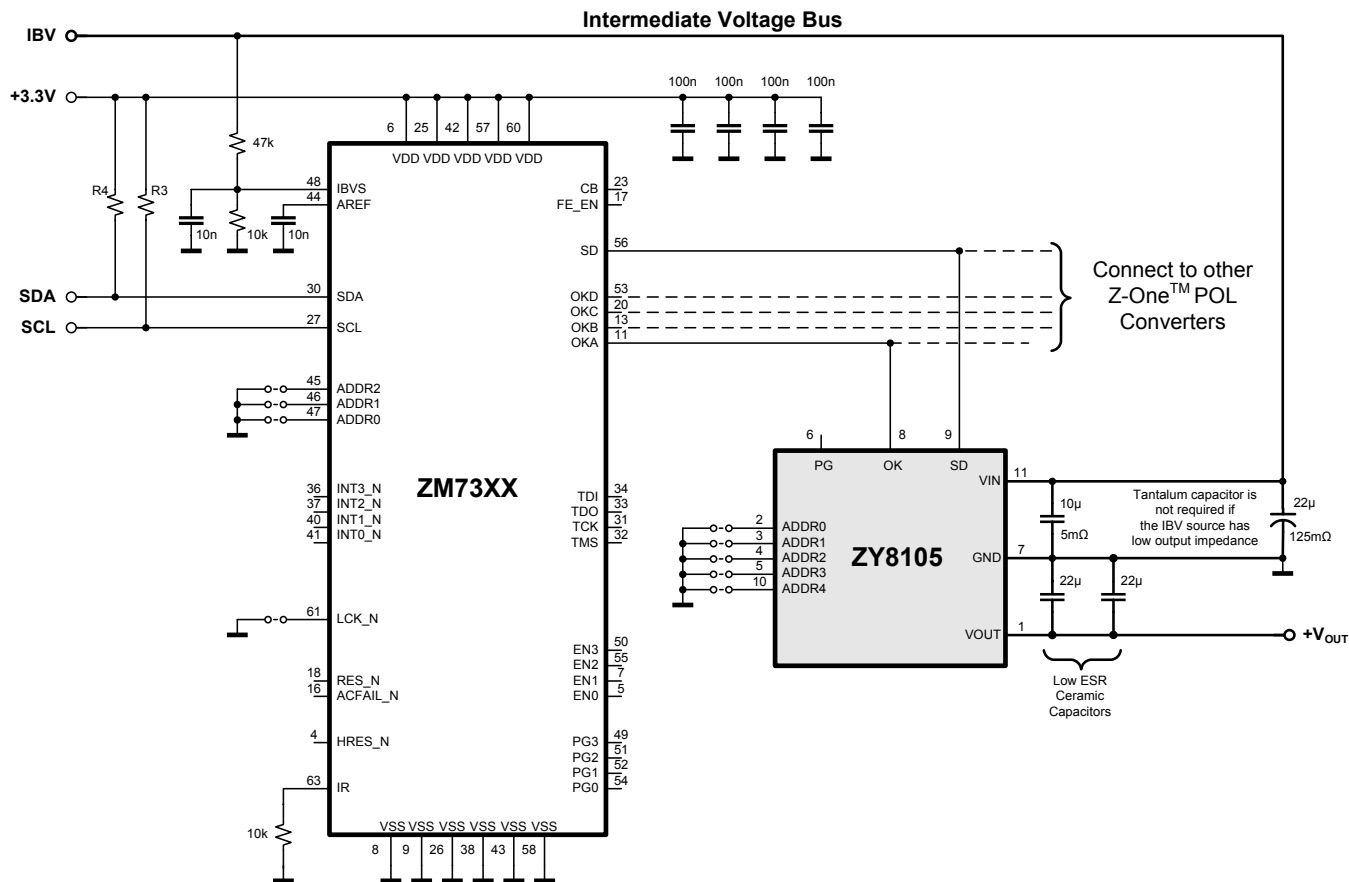 Intermediate Voltage Bus
IBV
+3.3V
100n 100n 100n 100n
6 25 42 57 60
VDD VDD VDD VDD VDD
47k
R4 R3
48 IBVS
44 AREF
10n 10k 10n
CB 23
FE_EN 17
SD 56
SDA 30 SDA
SCL 27 SCL
OKD 53
OKC 20
OKB 13
OKA 11
Connect to other
Z-One™ POL
Converters
45 ADDR2
46 ADDR1
47 ADDR0
ZM73XX
36 INT3_N
37 INT2_N
40 INT1_N
41 INT0_N
TDI 34
TDO 33
TCK 31
TMS 32
61 LCK_N
EN3 50
EN2 55
EN1 7
EN0 5
18 RES_N
16 ACFAIL_N
4 HRES_N
PG3 49
PG2 51
PG1 52
PG0 54
63 IR
10k
VSS VSS VSS VSS VSS VSS
8 9 26 38 43 58
6 8 9
PG OK SD
VIN 11
2 ADDR0
3 ADDR1
4 ADDR2
5 ADDR3
10 ADDR4
ZY8105
GND 7
VOUT 1
10µ
5mΩ
Tantalum capacitor is
not required if
the IBV source has
low output impedance
22µ
125mΩ
22µ 22µ
+VOUT
Low ESR
Ceramic
Capacitors